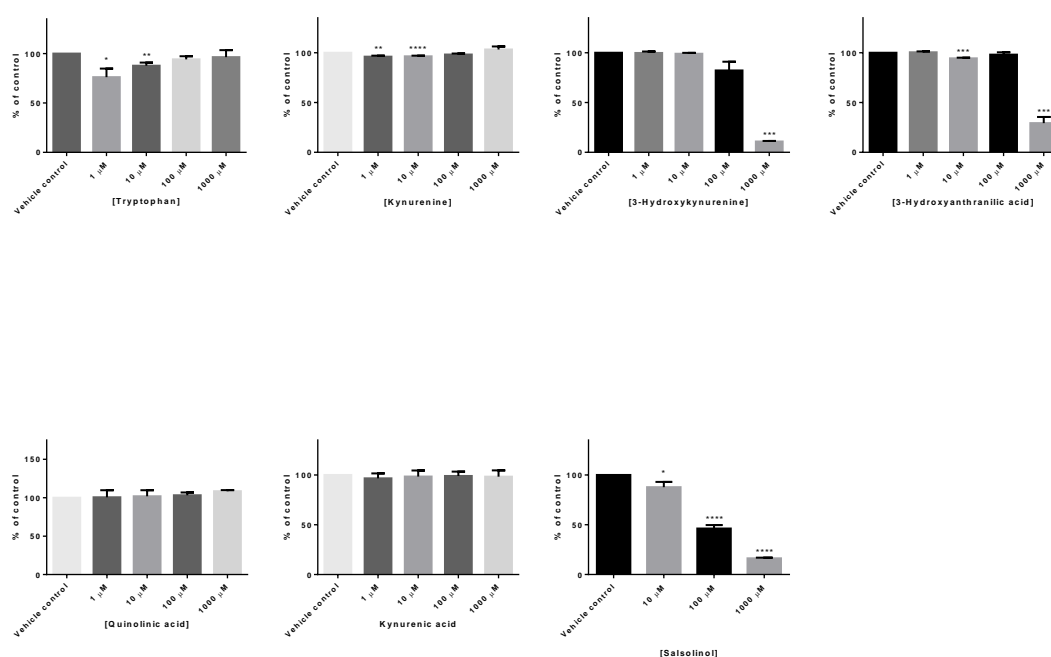 % of control
100
50
0
*
**
Vehicle control
1 µM
10 µM
100 µM
1000 µM
[Tryptophan]
% of control
100
50
0
**
****
Vehicle control
1 µM
10 µM
100 µM
1000 µM
[Kynurenine]
% of control
100
50
0
***
Vehicle control
1 µM
10 µM
100 µM
1000 µM
[3-Hydroxykynurenine]
% of control
100
50
0
***
***
Vehicle control
1 µM
10 µM
100 µM
1000 µM
[3-Hydroxyanthranilic acid]
% of control
150
100
50
0
Vehicle control
1 µM
10 µM
100 µM
1000 µM
[Quinolinic acid]
% of control
100
50
0
Vehicle control
1 µM
10 µM
100 µM
1000 µM
Kynurenic acid
% of control
100
50
0
*
****
****
Vehicle control
10 µM
100 µM
1000 µM
[Salsolinol]